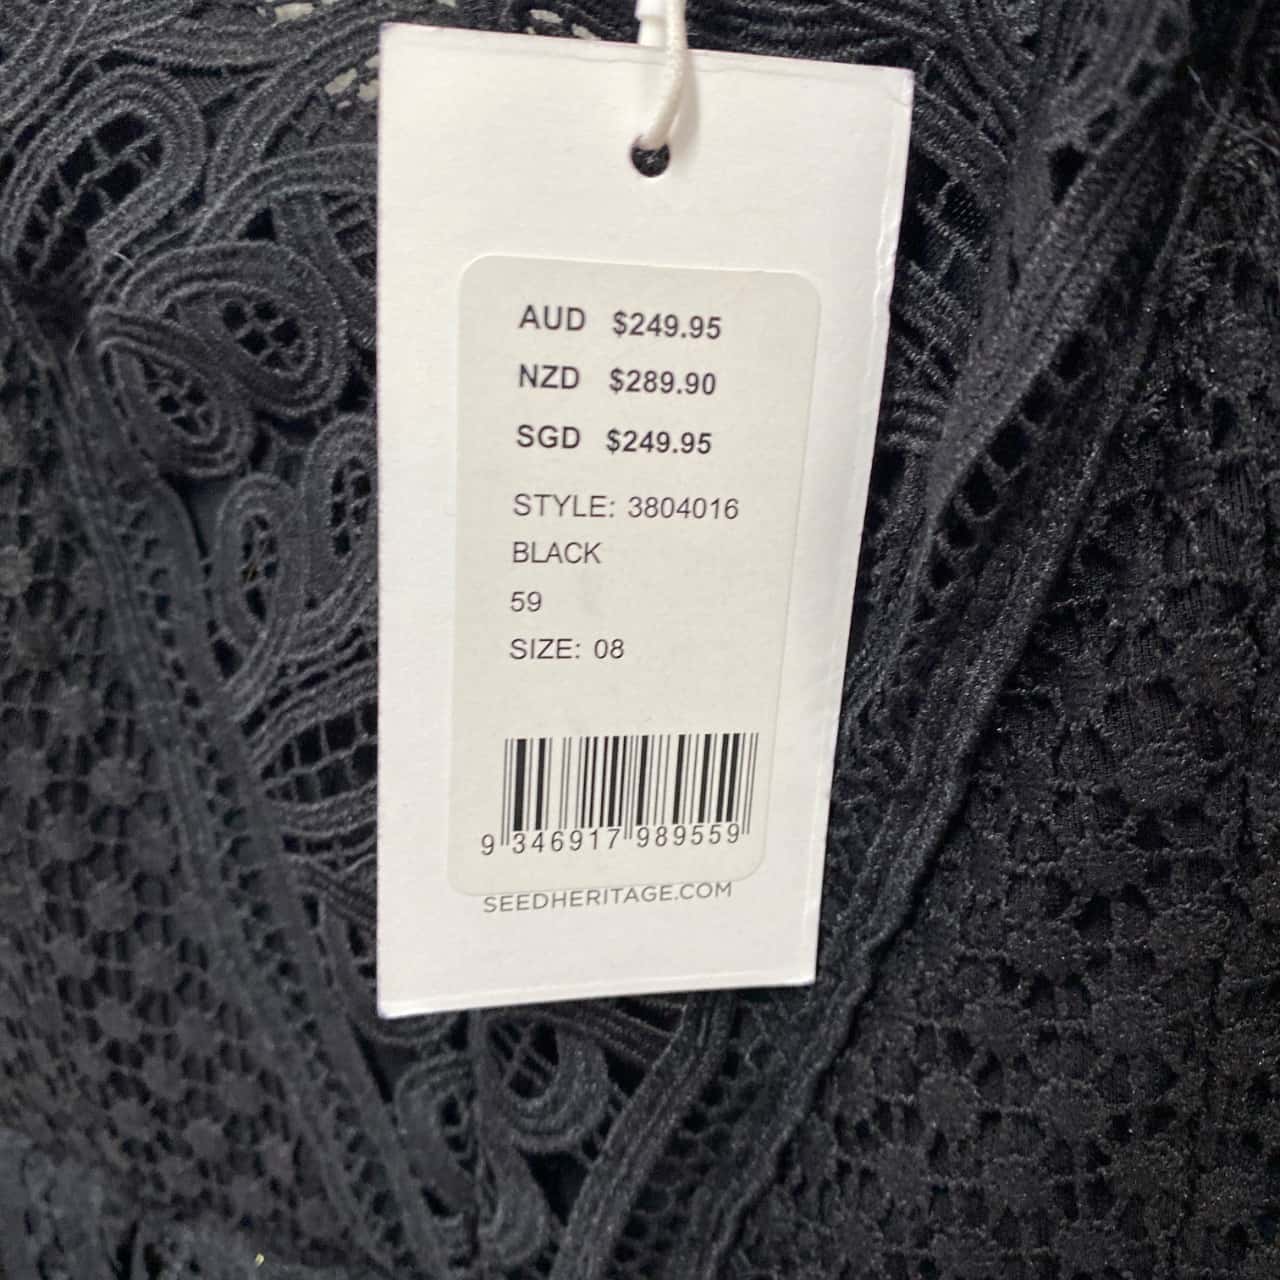 AUD $249.95
NZD $289.90
SGD $249.95
STYLE: 3804016
BLACK
59
SIZE: 08
9 346917 989559
SEEDHERITAGE.COM